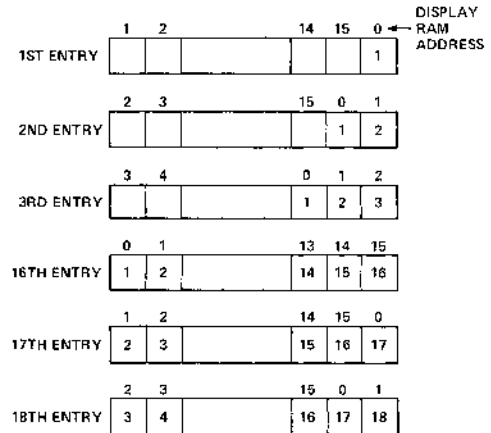 DISPLAY
1 2 14 15 0 RAM
ADDRESS
1ST ENTRY 1
2 3 15 0 1
2ND ENTRY 1 2
3 4 0 1 2
3RD ENTRY 1 2 3
0 1 13 14 15
16TH ENTRY 1 2 14 15 16
1 2 14 15 0
17TH ENTRY 2 3 15 16 17
2 3 15 0 1
18TH ENTRY 3 4 16 17 18